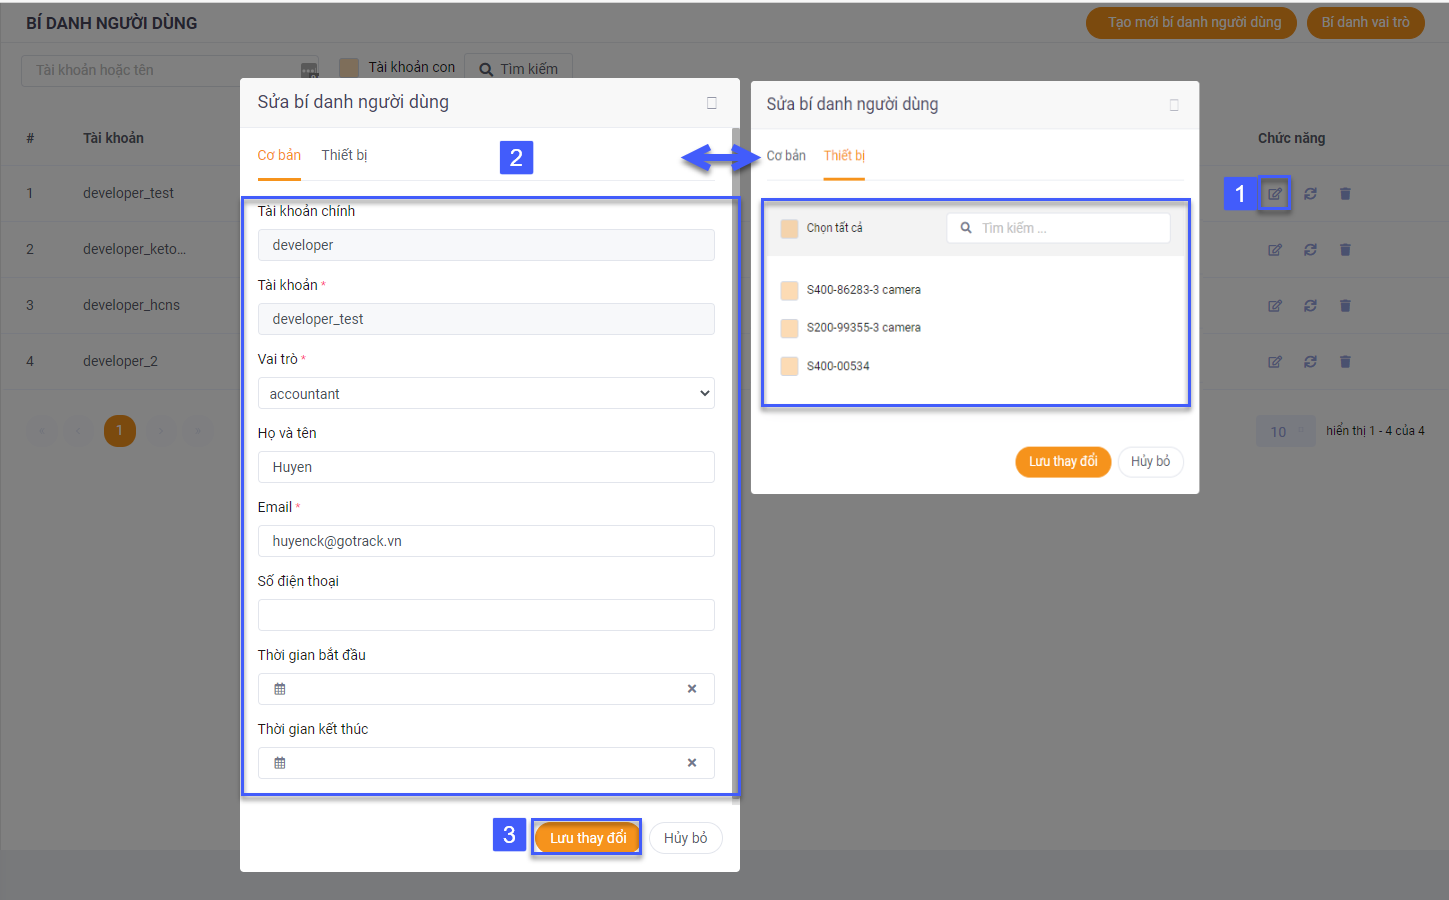 BÍ DANH NGƯỜI DÙNG
Tạo mới bí danh người dùng
Bí danh vai trò
Tài khoản hoặc tên
Tài khoản con
Tìm kiếm
#
Tài khoản
Chức năng
1
developer_test
1
2
developer_keto...
3
developer_hcns
4
developer_2
1
10
hiển thị 1 - 4 của 4
Sửa bí danh người dùng
Cơ bản
Thiết bị
2
Tài khoản chính
developer
Tài khoản *
developer_test
Vai trò *
accountant
Họ và tên
Huyen
Email *
huyenck@gotrack.vn
Số điện thoại
Thời gian bắt đầu
Thời gian kết thúc
3
Lưu thay đổi
Hủy bỏ
Sửa bí danh người dùng
Cơ bản
Thiết bị
Chọn tất cả
Tìm kiếm ...
S400-86283-3 camera
S200-99355-3 camera
S400-00534
Lưu thay đổi
Hủy bỏ